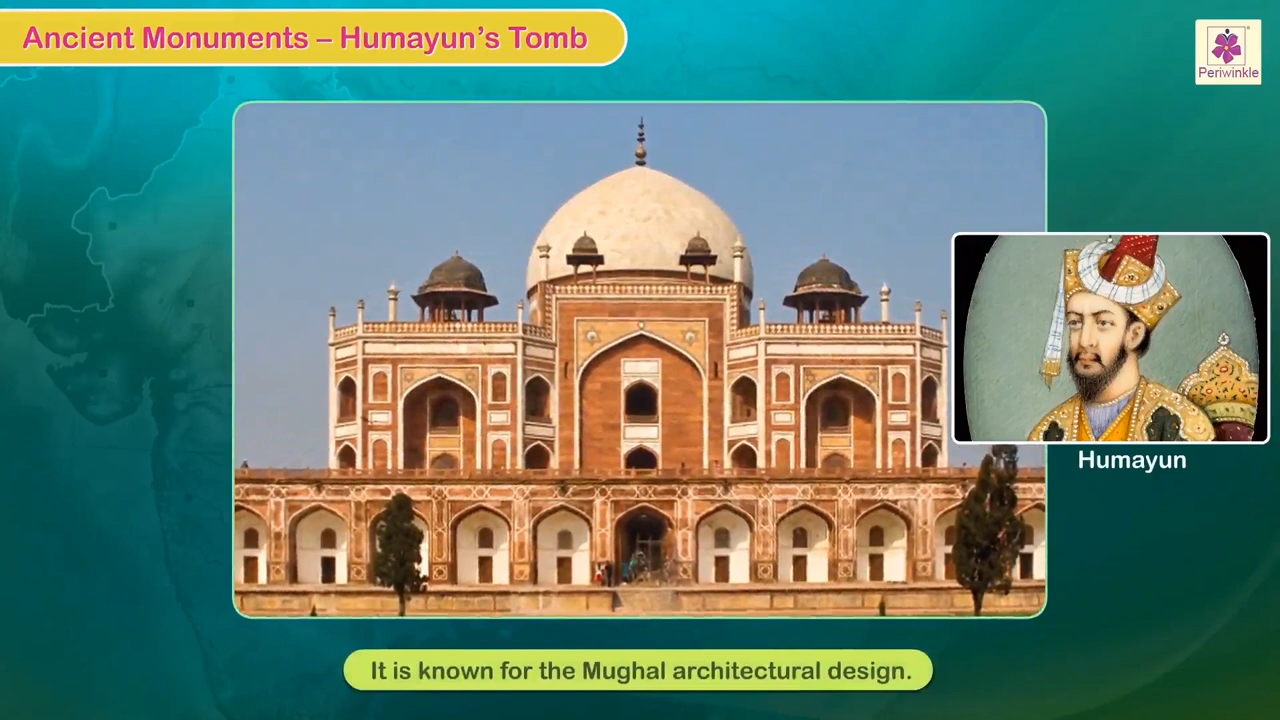 Ancient Monuments – Humayun's Tomb
Periwinkle
Humayun
It is known for the Mughal architectural design.